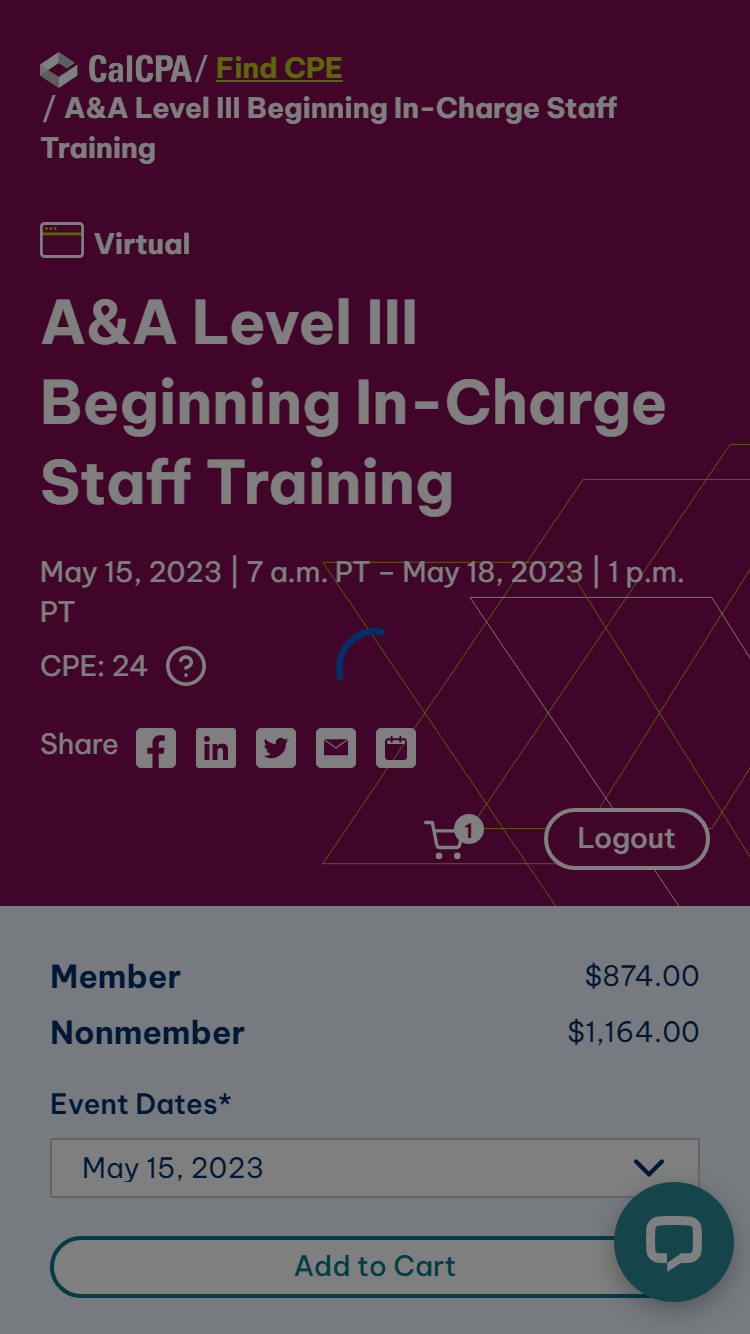 CalCPA / Find CPE
/ A&A Level III Beginning In-Charge Staff
Training
Virtual
A&A Level III
Beginning In-Charge
Staff Training
May 15, 2023 | 7 a.m. PT – May 18, 2023 | 1 p.m.
PT
CPE: 24 ?
Share f in
1 Logout
Member $874.00
Nonmember $1,164.00
Event Dates*
May 15, 2023
Add to Cart